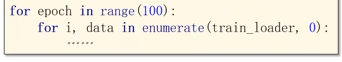 for epoch in range(100):
    for i, data in enumerate(train_loader, 0):
        ……